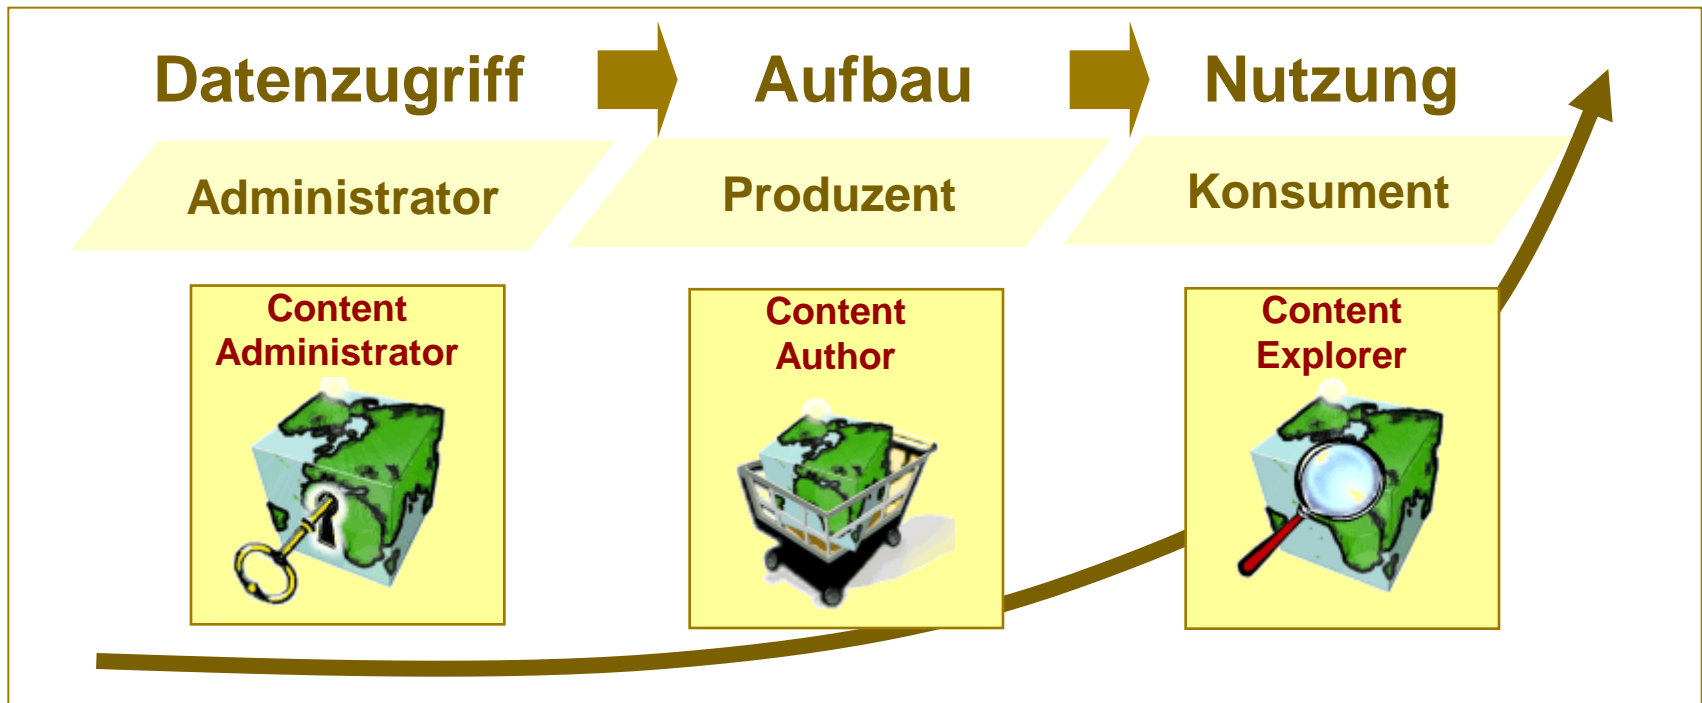 Datenzugriff
Aufbau
Nutzung
Administrator
Produzent
Konsument
Content
Administrator
Content
Author
Content
Explorer